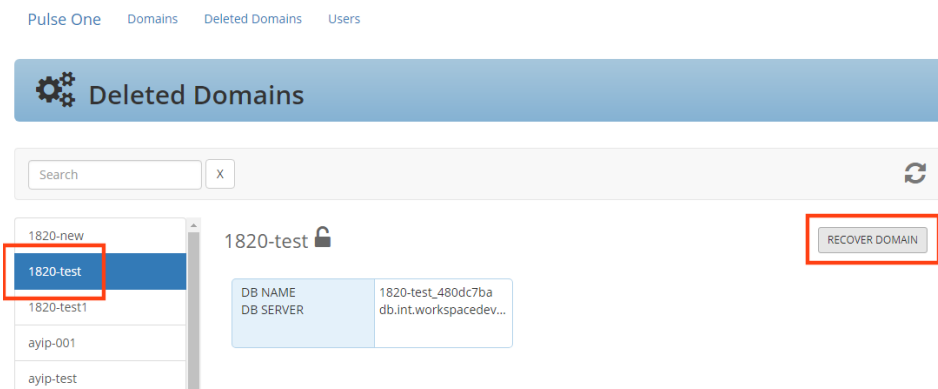 Pulse One Domains Deleted Domains Users
Deleted Domains
Search X
1820-new
1820-test
1820-test1
ayip-001
ayip-test
1820-test
RECOVER DOMAIN
DB NAME 1820-test_480dc7ba
DB SERVER db.int.workspacedev...